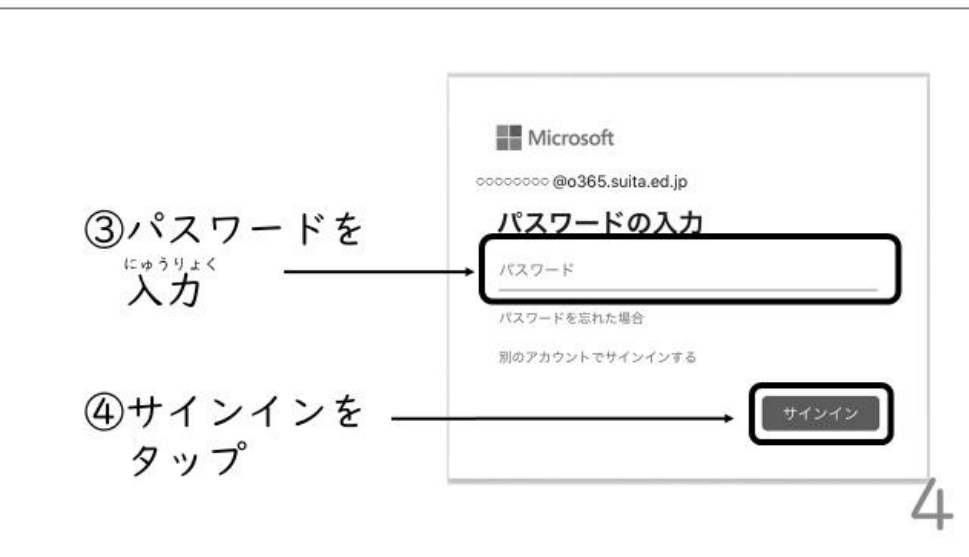 ③パスワードを
にゅうりょく
入力
④サインインを
タップ
Microsoft
○○○○○○○○@o365.suita.ed.jp
パスワードの入力
パスワード
パスワードを忘れた場合
別のアカウントでサインインする
サインイン
4